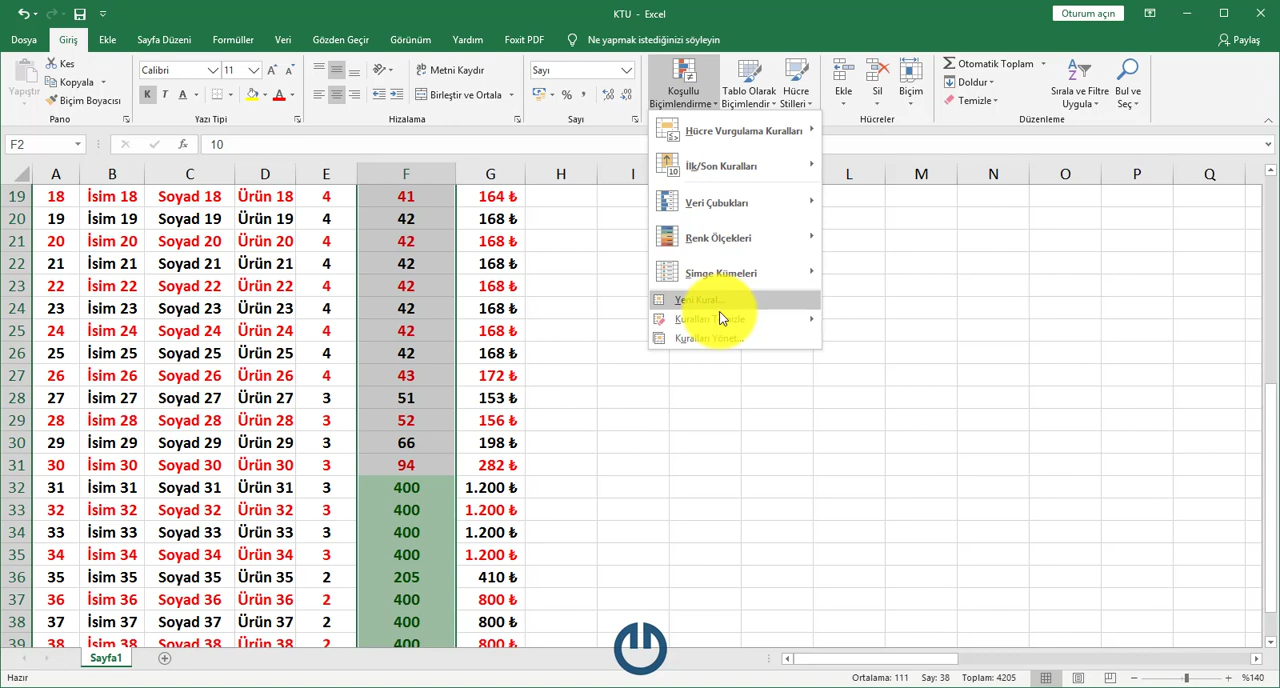 KTU - Excel
Oturum açın
Dosya Giriş Ekle Sayfa Düzeni Formüller Veri Gözden Geçir Görünüm Yardım Foxit PDF Ne yapmak istediğinizi söyleyin Paylaş
Yapıştır
Kes
Kopyala
Biçim Boyacısı
Pano
Calibri 11
K T A
Yazı Tipi
Metni Kaydır
Birleştir ve Ortala
Hizalama
Sayı
Sayı
Koşullu Biçimlendirme
Tablo Olarak Biçimlendir
Hücre Stilleri
Ekle Sil Biçim
Hücreler
Otomatik Toplam
Doldur
Temizle
Sırala ve Filtre Uygula
Bul ve Seç
Düzenleme
F2 fx 10
Hücre Vurgulama Kuralları
İlk/Son Kuralları
Veri Çubukları
Renk Ölçekleri
Simge Kümeleri
Yeni Kural...
Kuralları Temizle
Kuralları Yönet...
A B C D E F G H I L M N O P Q
19 18 İsim 18 Soyad 18 Ürün 18 4 41 164 ₺
20 19 İsim 19 Soyad 19 Ürün 19 4 42 168 ₺
21 20 İsim 20 Soyad 20 Ürün 20 4 42 168 ₺
22 21 İsim 21 Soyad 21 Ürün 21 4 42 168 ₺
23 22 İsim 22 Soyad 22 Ürün 22 4 42 168 ₺
24 23 İsim 23 Soyad 23 Ürün 23 4 42 168 ₺
25 24 İsim 24 Soyad 24 Ürün 24 4 42 168 ₺
26 25 İsim 25 Soyad 25 Ürün 25 4 42 168 ₺
27 26 İsim 26 Soyad 26 Ürün 26 4 43 172 ₺
28 27 İsim 27 Soyad 27 Ürün 27 3 51 153 ₺
29 28 İsim 28 Soyad 28 Ürün 28 3 52 156 ₺
30 29 İsim 29 Soyad 29 Ürün 29 3 66 198 ₺
31 30 İsim 30 Soyad 30 Ürün 30 3 94 282 ₺
32 31 İsim 31 Soyad 31 Ürün 31 3 400 1.200 ₺
33 32 İsim 32 Soyad 32 Ürün 32 3 400 1.200 ₺
34 33 İsim 33 Soyad 33 Ürün 33 3 400 1.200 ₺
35 34 İsim 34 Soyad 34 Ürün 34 3 400 1.200 ₺
36 35 İsim 35 Soyad 35 Ürün 35 2 205 410 ₺
37 36 İsim 36 Soyad 36 Ürün 36 2 400 800 ₺
38 37 İsim 37 Soyad 37 Ürün 37 2 400 800 ₺
39 38 İsim 38 Soyad 38 Ürün 38 2 400 800 ₺
Sayfa1
Hazır Ortalama: 111 Say: 38 Toplam: 4205 %140